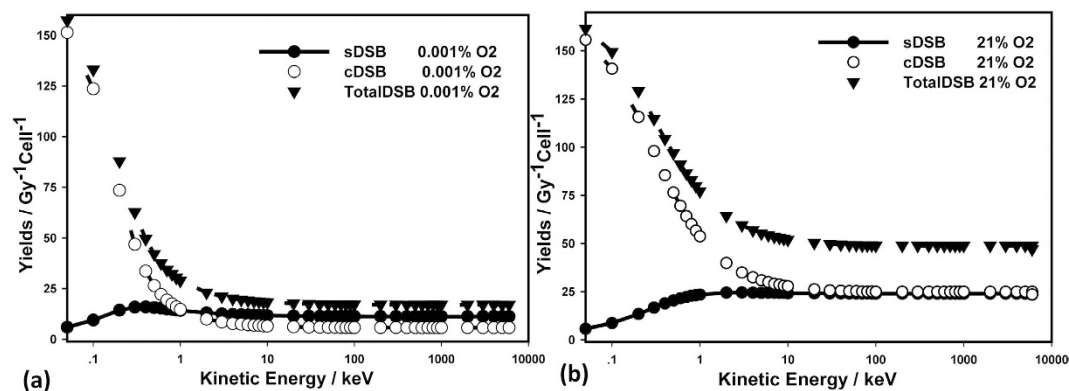 150
125
100
75
50
25
0
Yields / Gy-1Cell-1
sDSB 0.001% O2
cDSB 0.001% O2
TotalDSB 0.001% O2
.1 1 10 100 1000 10000
Kinetic Energy / keV
(a)
150
125
100
75
50
25
0
Yields / Gy-1Cell-1
sDSB 21% O2
cDSB 21% O2
TotalDSB 21% O2
.1 1 10 100 1000 10000
Kinetic Energy / keV
(b)